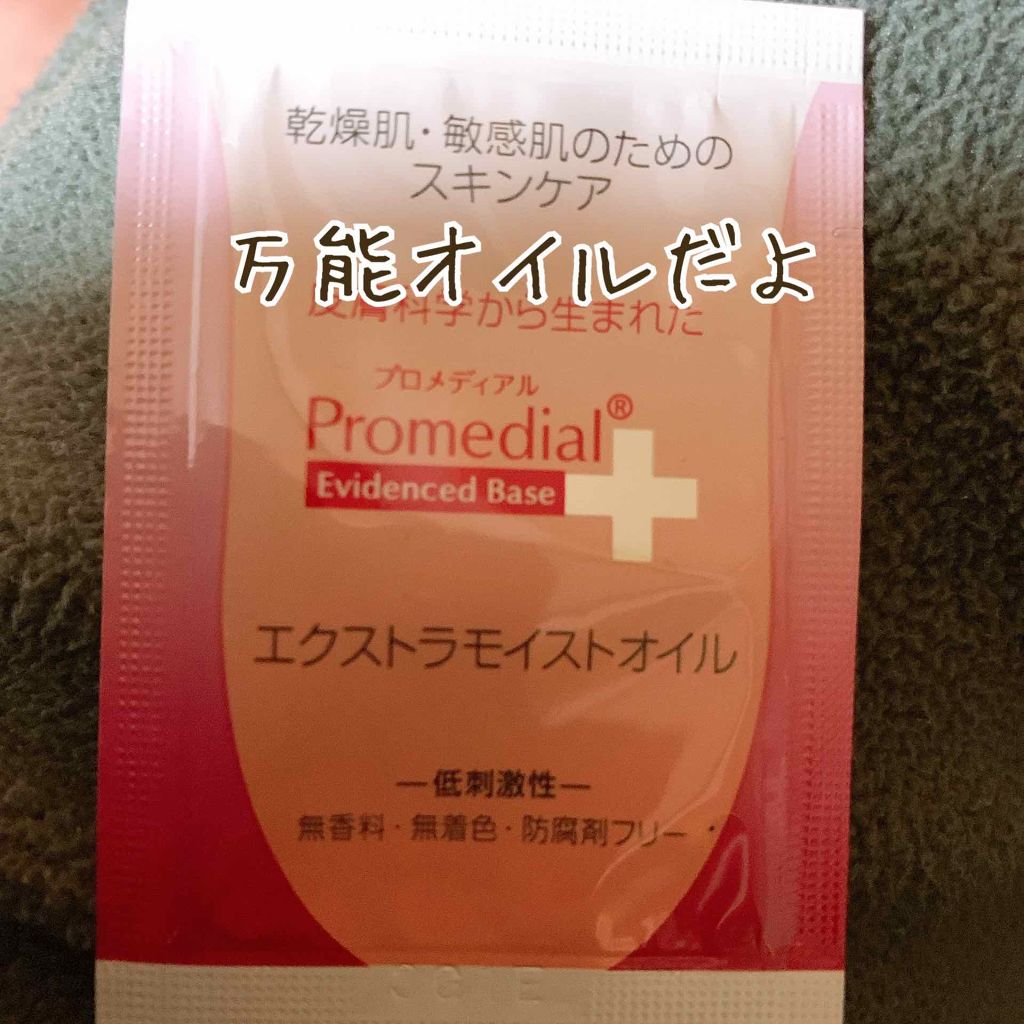 乾燥肌・敏感肌のための
スキンケア
万能オイルだよ
皮膚科学から生まれた
プロメディアル
Promedial®
Evidenced Base
エクストラモイストオイル
―低刺激性―
無香料・無着色・防腐剤フリー